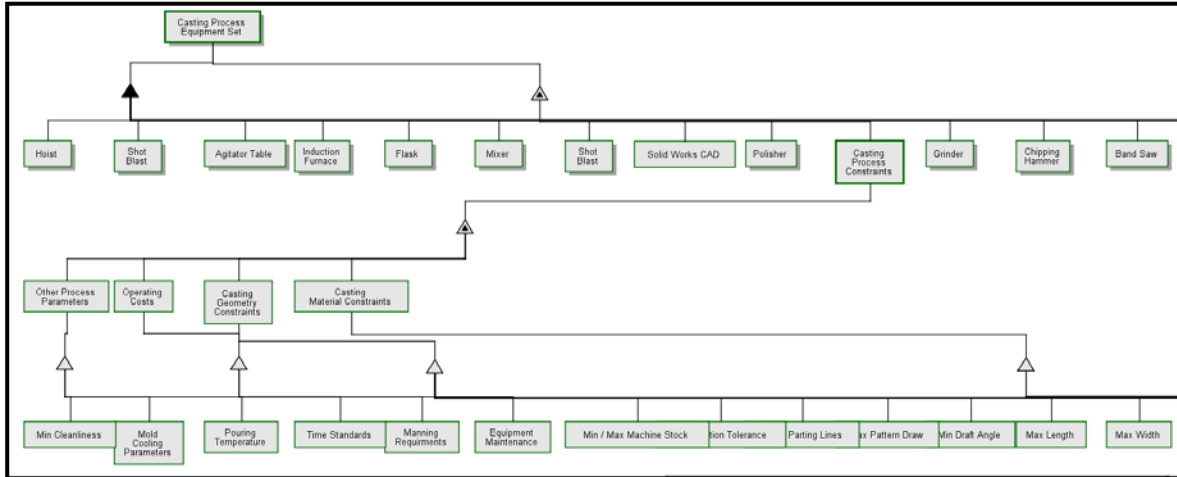 Casting Process
Equipment Set
Hoist
Shot
Blast
Agitator Table
Induction
Furnace
Flask
Mixer
Shot
Blast
Solid Works CAD
Polisher
Casting
Process
Constraints
Grinder
Chipping
Hammer
Band Saw
Other Process
Parameters
Operating
Costs
Casting
Geometry
Constraints
Casting
Material Constraints
Min Cleanliness
Mold
Cooling
Parameters
Pouring
Temperature
Time Standards
Manning
Requirments
Equipment
Maintenance
Min / Max Machine Stock
tion Tolerance
Parting Lines
ax Pattern Draw
Min Draft Angle
Max Length
Max Width